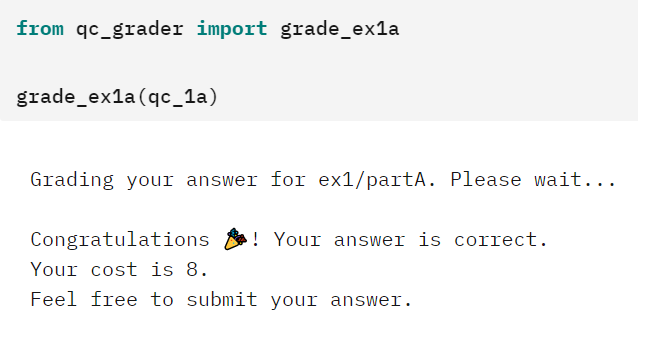 from qc_grader import grade_ex1a
grade_ex1a(qc_1a)
Grading your answer for ex1/partA. Please wait...
Congratulations 🎉! Your answer is correct.
Your cost is 8.
Feel free to submit your answer.